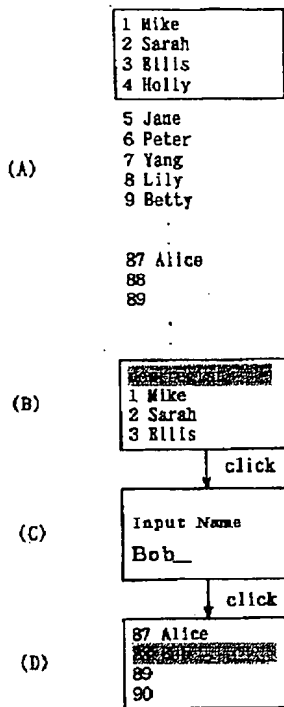 1 Mike
2 Sarah
3 Ellis
4 Holly
5 Jane
6 Peter
7 Yang
8 Lily
9 Betty
(A)
87 Alice
88
89
(B)
1 Mike
2 Sarah
3 Ellis
click
(C)
Input Name
Bob_
click
(D)
87 Alice
89
90